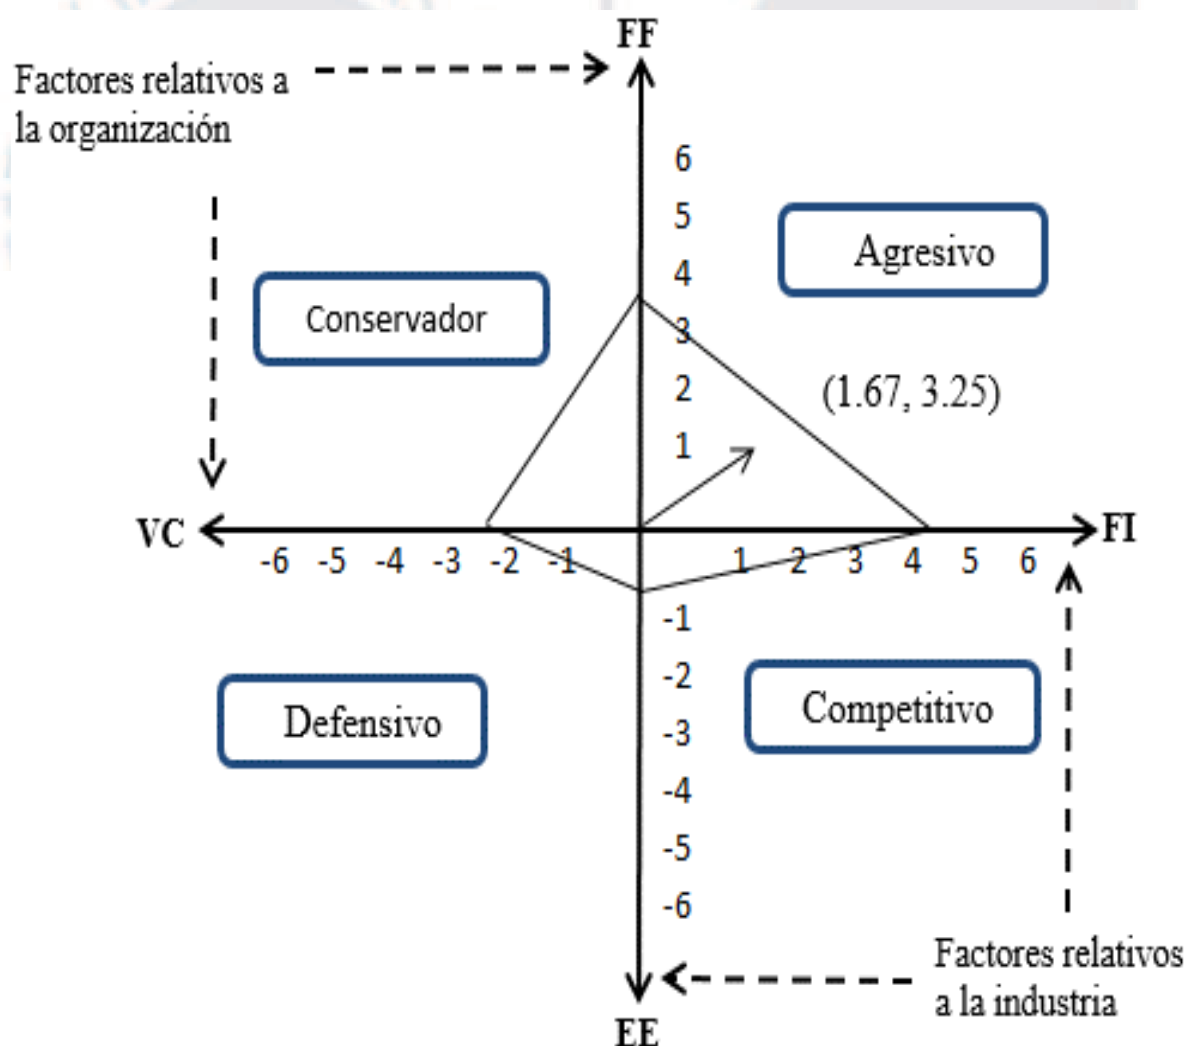 FF
Factores relativos a
la organización
6
5
4
3
2
1
Agresivo
Conservador
(1.67, 3.25)
VC
FI
-6 -5 -4 -3 -2 -1 1 2 3 4 5 6
-1
-2
-3
-4
-5
-6
Defensivo
Competitivo
Factores relativos
a la industria
EE